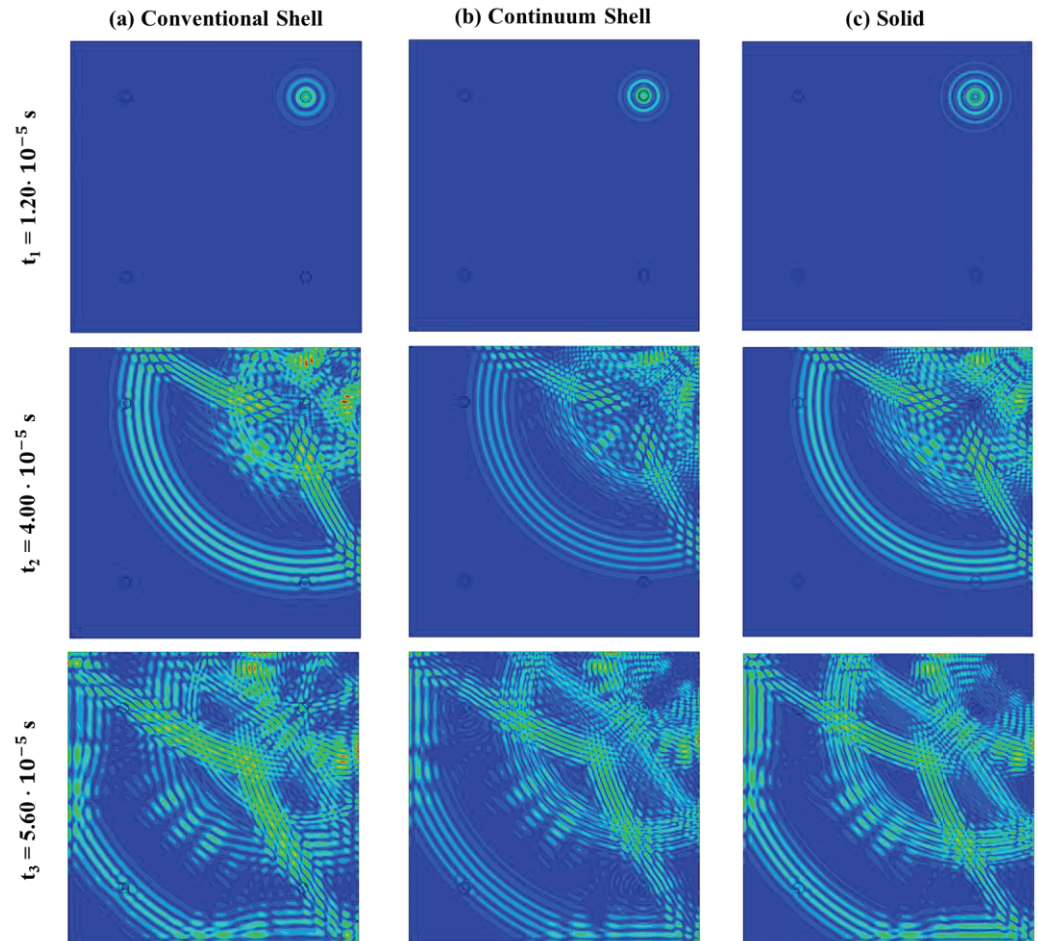 (a) Conventional Shell
(b) Continuum Shell
(c) Solid
t₁ = 1.20· 10⁻⁵ s
t₂ = 4.00 · 10⁻⁵ s
t₃ = 5.60 · 10⁻⁵ s